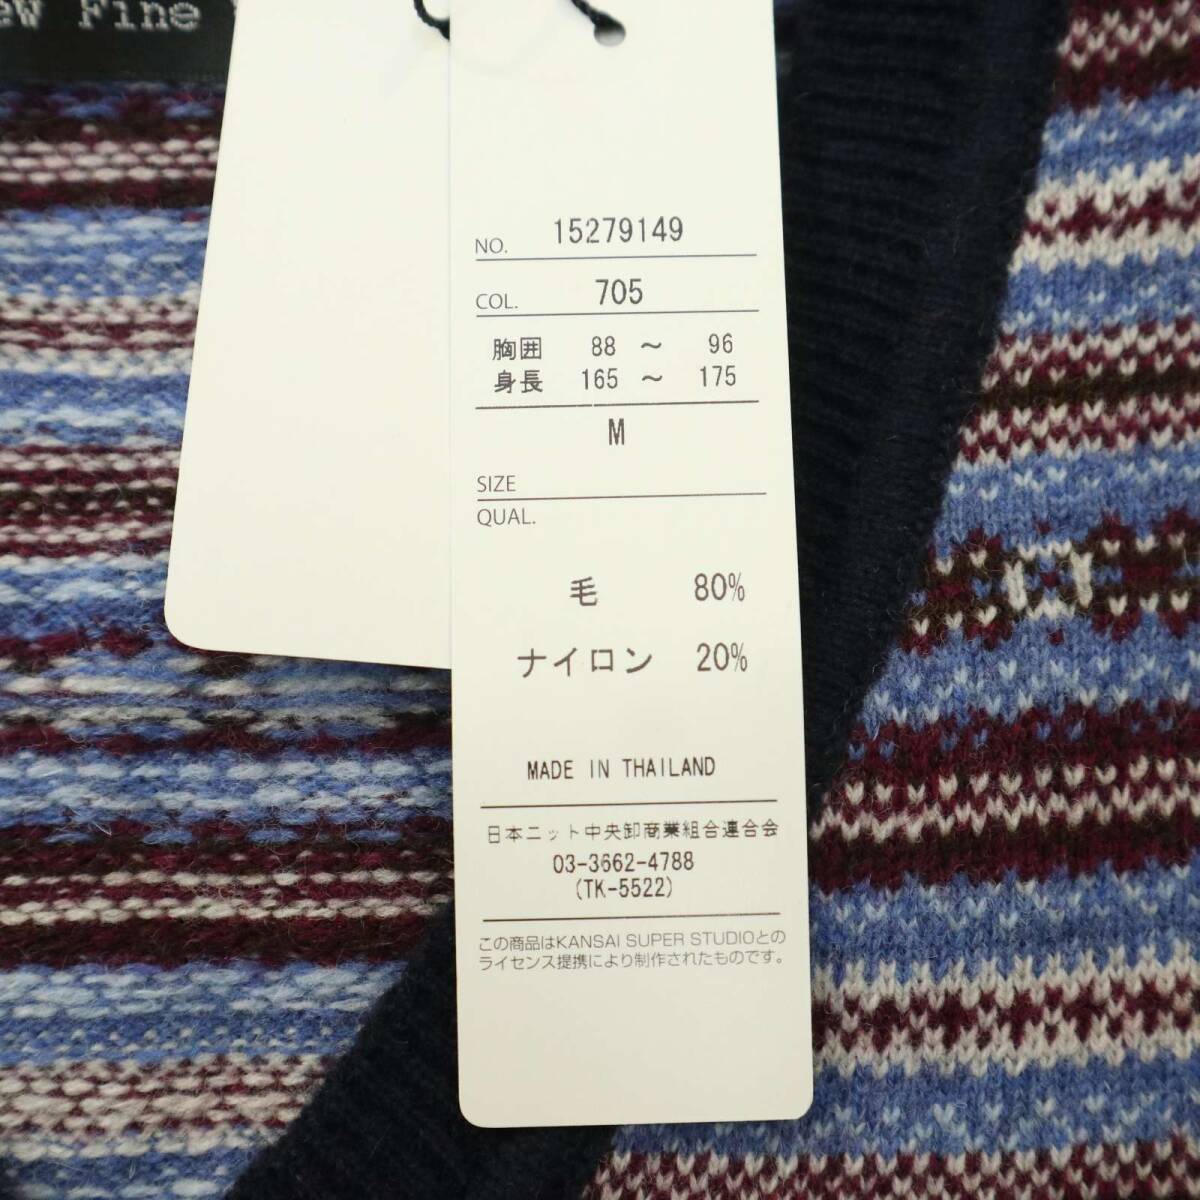 Fine
NO. 15279149
COL. 705
胸囲 88 ～ 96
身長 165 ～ 175
M
SIZE
QUAL.
毛 80%
ナイロン 20%
MADE IN THAILAND
日本ニット中央卸商業組合連合会
03-3662-4788
(TK-5522)
この商品はKANSAI SUPER STUDIOとの
ライセンス提携により制作されたものです。